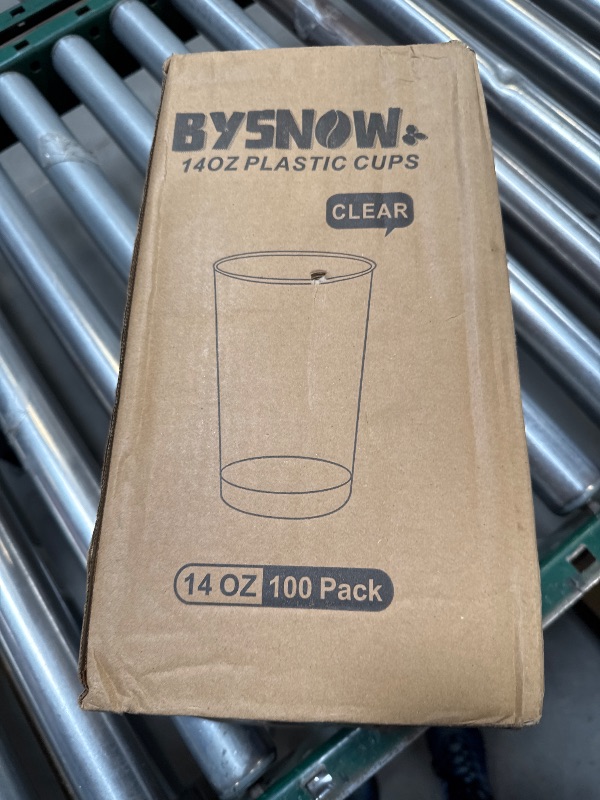 BYSNOW
14OZ PLASTIC CUPS
CLEAR
14 OZ 100 Pack